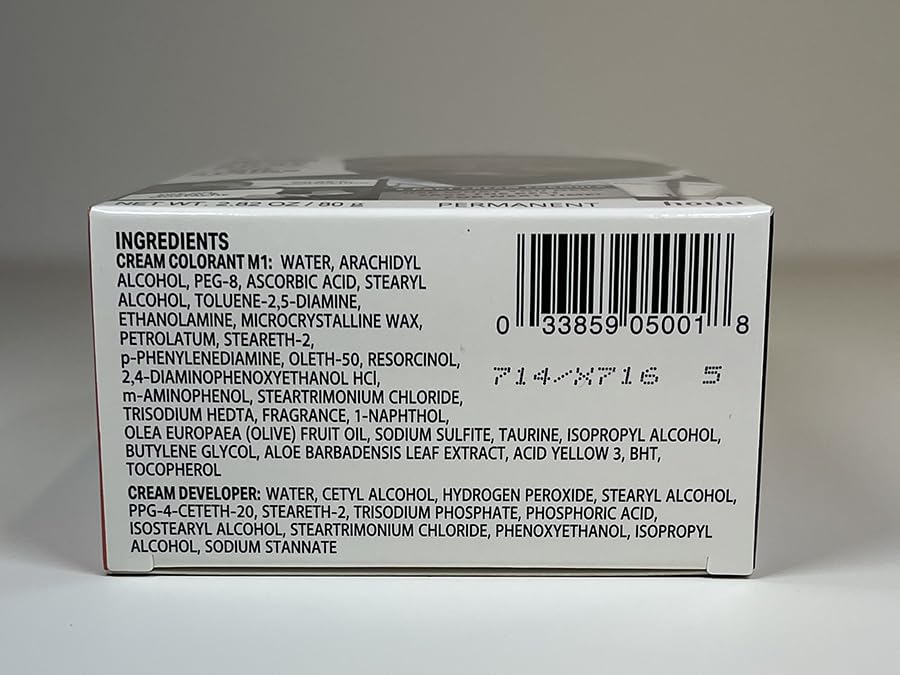 NET WT. 2.82 OZ / 80 g PERMANENT
INGREDIENTS
CREAM COLORANT M1: WATER, ARACHIDYL
ALCOHOL, PEG-8, ASCORBIC ACID, STEARYL
ALCOHOL, TOLUENE-2,5-DIAMINE,
ETHANOLAMINE, MICROCRYSTALLINE WAX,
PETROLATUM, STEARETH-2,
p-PHENYLENEDIAMINE, OLETH-50, RESORCINOL,
2,4-DIAMINOPHENOXYETHANOL HCl,
m-AMINOPHENOL, STEARTRIMONIUM CHLORIDE,
TRISODIUM HEDTA, FRAGRANCE, 1-NAPHTHOL,
OLEA EUROPAEA (OLIVE) FRUIT OIL, SODIUM SULFITE, TAURINE, ISOPROPYL ALCOHOL,
BUTYLENE GLYCOL, ALOE BARBADENSIS LEAF EXTRACT, ACID YELLOW 3, BHT,
TOCOPHEROL
CREAM DEVELOPER: WATER, CETYL ALCOHOL, HYDROGEN PEROXIDE, STEARYL ALCOHOL,
PPG-4-CETETH-20, STEARETH-2, TRISODIUM PHOSPHATE, PHOSPHORIC ACID,
ISOSTEARYL ALCOHOL, STEARTRIMONIUM CHLORIDE, PHENOXYETHANOL, ISOPROPYL
ALCOHOL, SODIUM STANNATE
0 33859 05001 8
714/X716 5